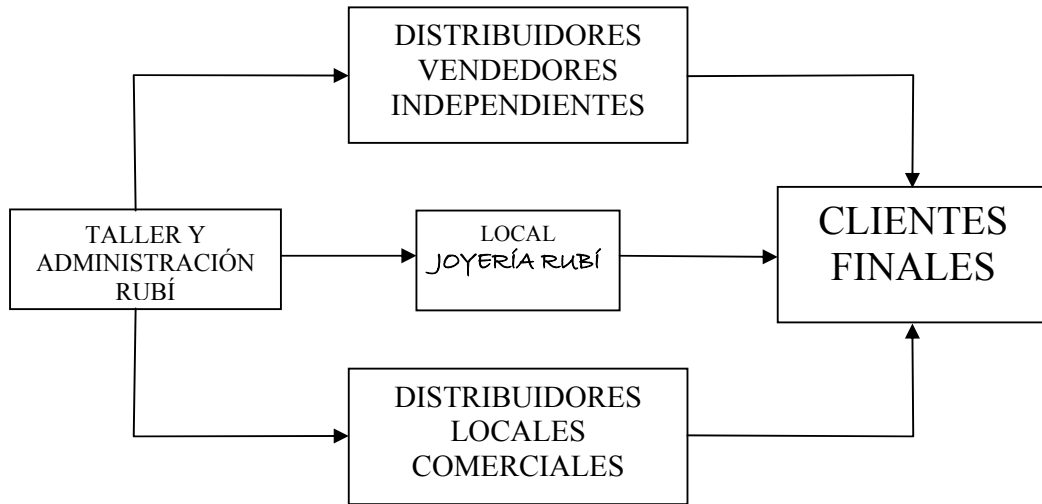 DISTRIBUIDORES
VENDEDORES
INDEPENDIENTES
TALLER Y
ADMINISTRACIÓN
RUBÍ
LOCAL
JOYERÍA RUBÍ
CLIENTES
FINALES
DISTRIBUIDORES
LOCALES
COMERCIALES